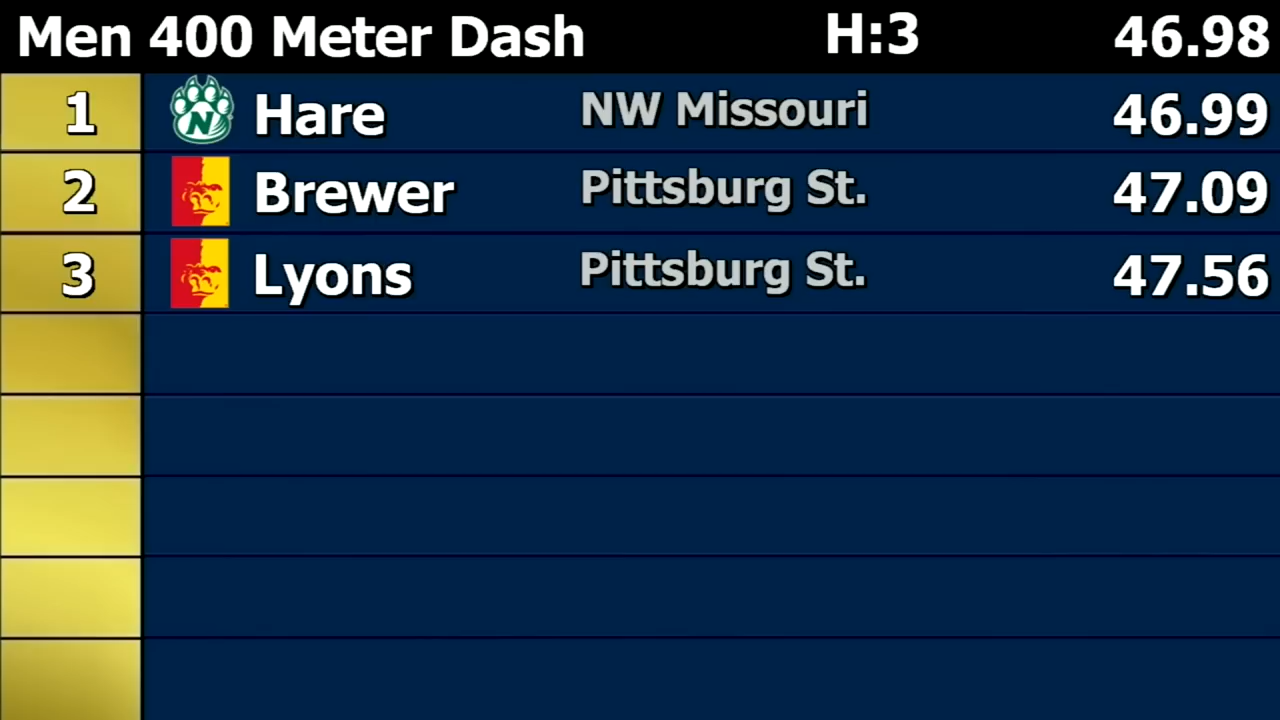 Men 400 Meter Dash H:3 46.98
1 N Hare NW Missouri 46.99
2 Brewer Pittsburg St. 47.09
3 Lyons Pittsburg St. 47.56